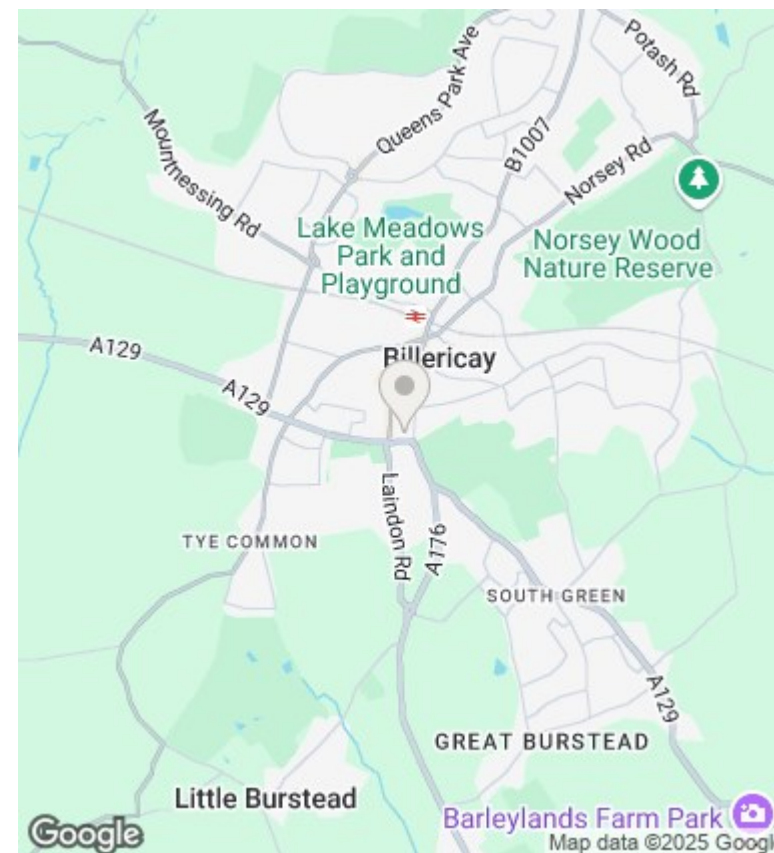 Potash Rd
Queens Park Ave
B1007
Mountnessing Rd
Norsey Rd
Lake Meadows
Park and
Playground
Norsey Wood
Nature Reserve
A129
Billericay
A129
Laindon Rd
A176
TYE COMMON
SOUTH GREEN
A129
GREAT BURSTEAD
Little Burstead
Barleylands Farm Park
Google
Map data ©2025 Googl